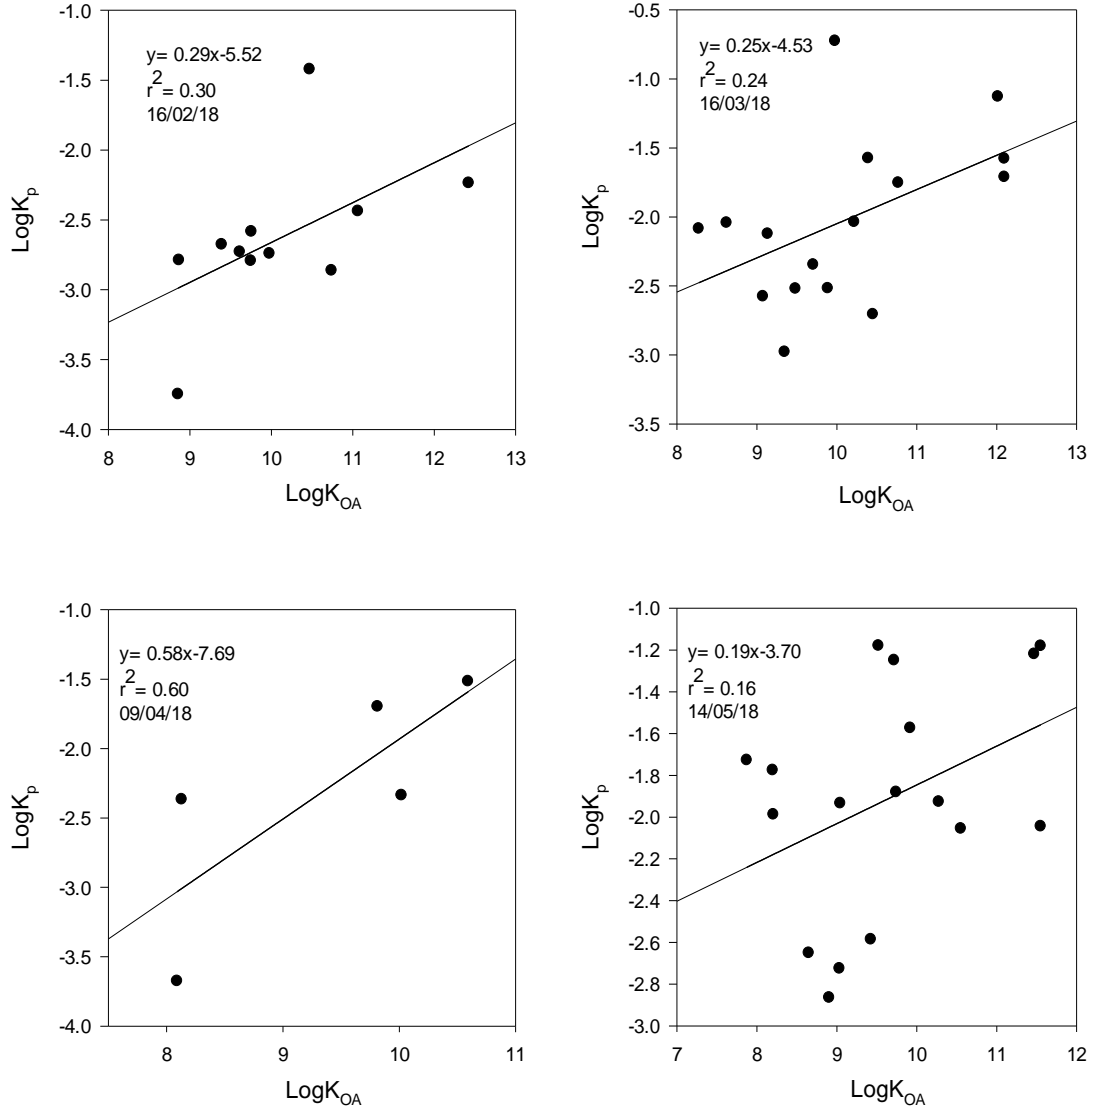 -1.0
-1.5
-2.0
-2.5
-3.0
-3.5
-4.0
LogKp
y= 0.29x-5.52
r2= 0.30
16/02/18
8 9 10 11 12 13
LogKOA
-0.5
-1.0
-1.5
-2.0
-2.5
-3.0
-3.5
LogKp
y= 0.25x-4.53
r2= 0.24
16/03/18
8 9 10 11 12 13
LogKOA
-1.0
-1.5
-2.0
-2.5
-3.0
-3.5
-4.0
LogKp
y= 0.58x-7.69
r2= 0.60
09/04/18
8 9 10 11
LogKOA
-1.0
-1.2
-1.4
-1.6
-1.8
-2.0
-2.2
-2.4
-2.6
-2.8
-3.0
LogKp
y= 0.19x-3.70
r2= 0.16
14/05/18
7 8 9 10 11 12
LogKOA